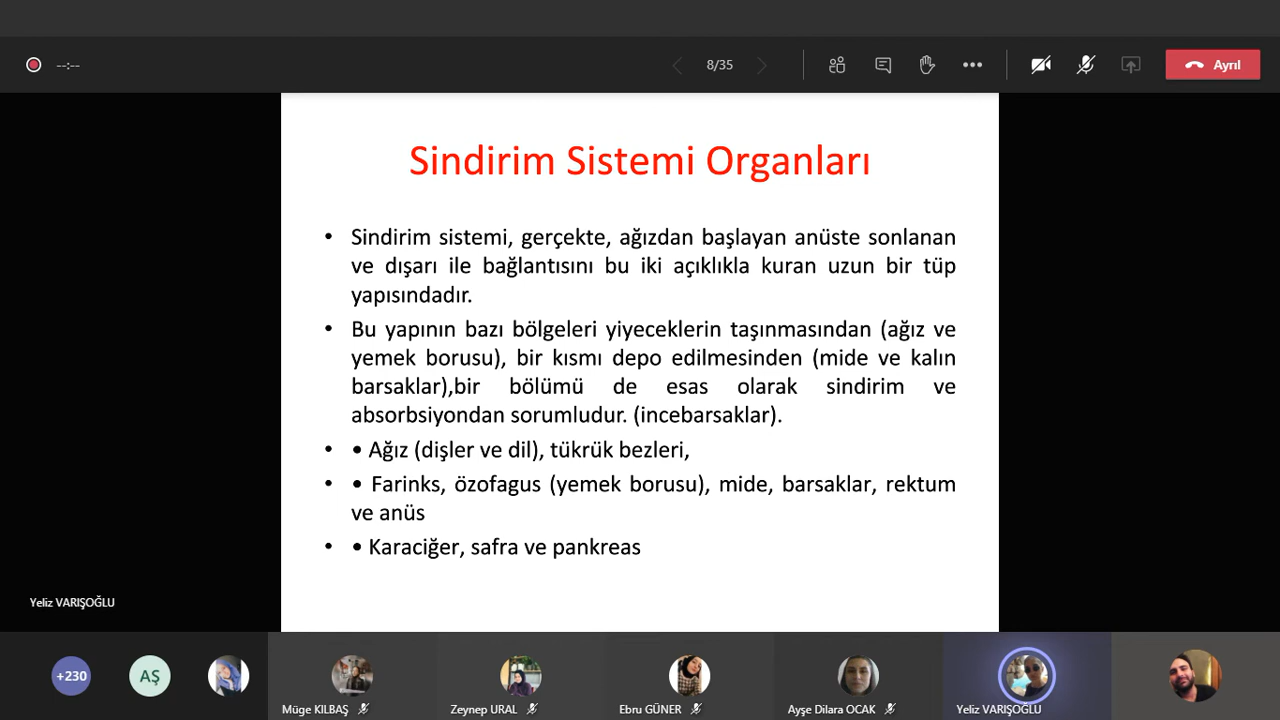 --:--
8/35
Ayrıl
Sindirim Sistemi Organları
• Sindirim sistemi, gerçekte, ağızdan başlayan anüste sonlanan
ve dışarı ile bağlantısını bu iki açıklıkla kuran uzun bir tüp
yapısındadır.
• Bu yapının bazı bölgeleri yiyeceklerin taşınmasından (ağız ve
yemek borusu), bir kısmı depo edilmesinden (mide ve kalın
barsaklar),bir bölümü de esas olarak sindirim ve
absorbsiyondan sorumludur. (incebarsaklar).
• • Ağız (dişler ve dil), tükrük bezleri,
• • Farinks, özofagus (yemek borusu), mide, barsaklar, rektum
ve anüs
• • Karaciğer, safra ve pankreas
Yeliz VARIŞOĞLU
+230
AŞ
Müge KILBAŞ
Zeynep URAL
Ebru GÜNER
Ayşe Dilara OCAK
Yeliz VARIŞOĞLU